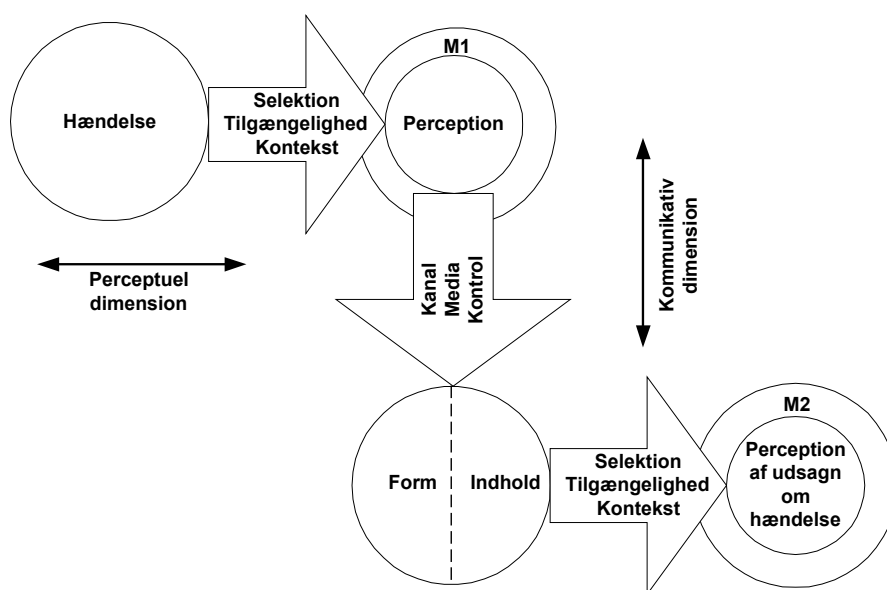 M1
Hændelse
Selektion
Tilgængelighed
Kontekst
Perception
Perceptuel
dimension
Kanal
Media
Kontrol
Kommunikativ
dimension
Form
Indhold
Selektion
Tilgængelighed
Kontekst
M2
Perception
af udsagn
om
hændelse